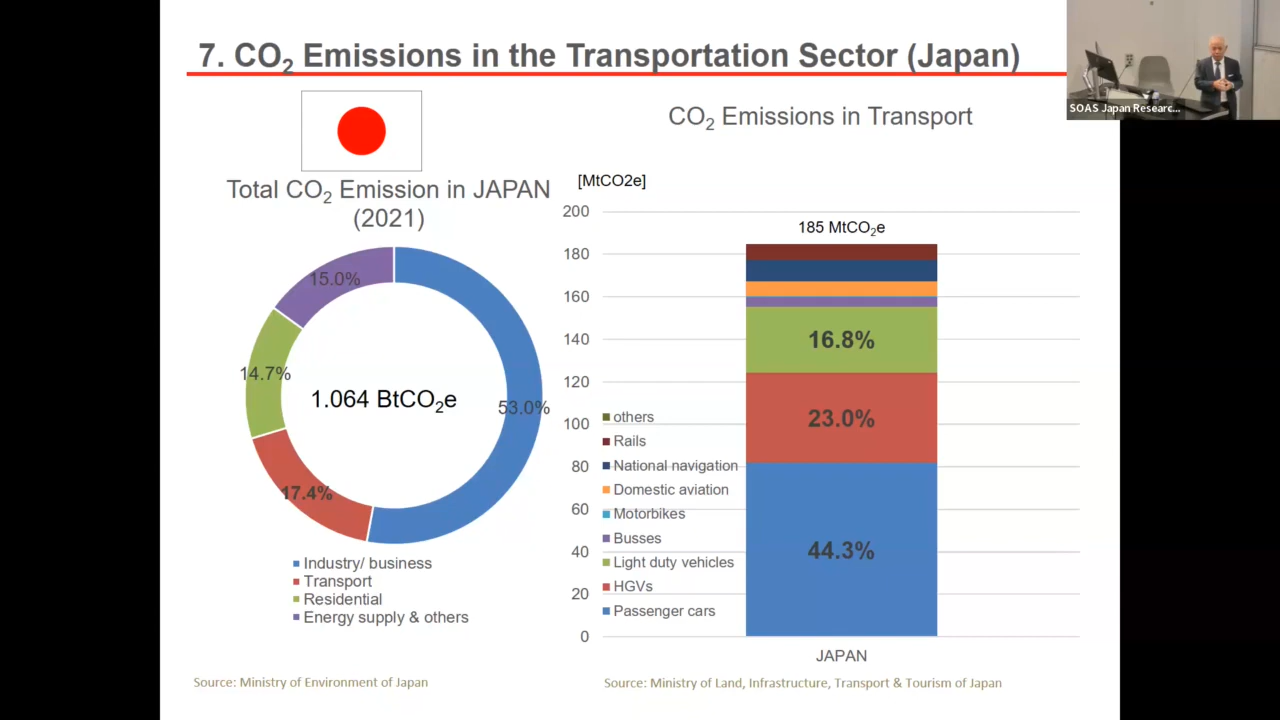 7. CO₂ Emissions in the Transportation Sector (Japan)
SOAS Japan Researc...
Total CO₂ Emission in JAPAN
(2021)
15.0%
14.7%
1.064 BtCO₂e
53.0%
17.4%
Industry/ business
Transport
Residential
Energy supply & others
Source: Ministry of Environment of Japan
CO₂ Emissions in Transport
[MtCO2e]
200
185 MtCO₂e
180
160
140
16.8%
120
100
others
23.0%
Rails
80
National navigation
Domestic aviation
60
Motorbikes
Busses
40
44.3%
Light duty vehicles
20
HGVs
Passenger cars
0
JAPAN
Source: Ministry of Land, Infrastructure, Transport & Tourism of Japan